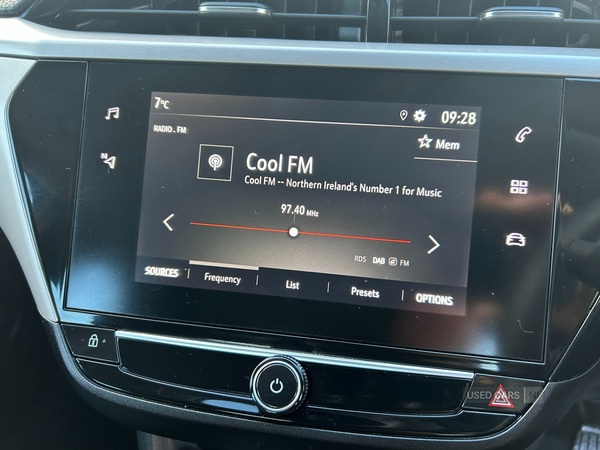 7°C
09:28
RADIO . FM
Mem
Cool FM
Cool FM -- Northern Ireland's Number 1 for Music
97.40 MHz
RDS DAB FM
SOURCES Frequency List Presets OPTIONS
N
USED CARS NI